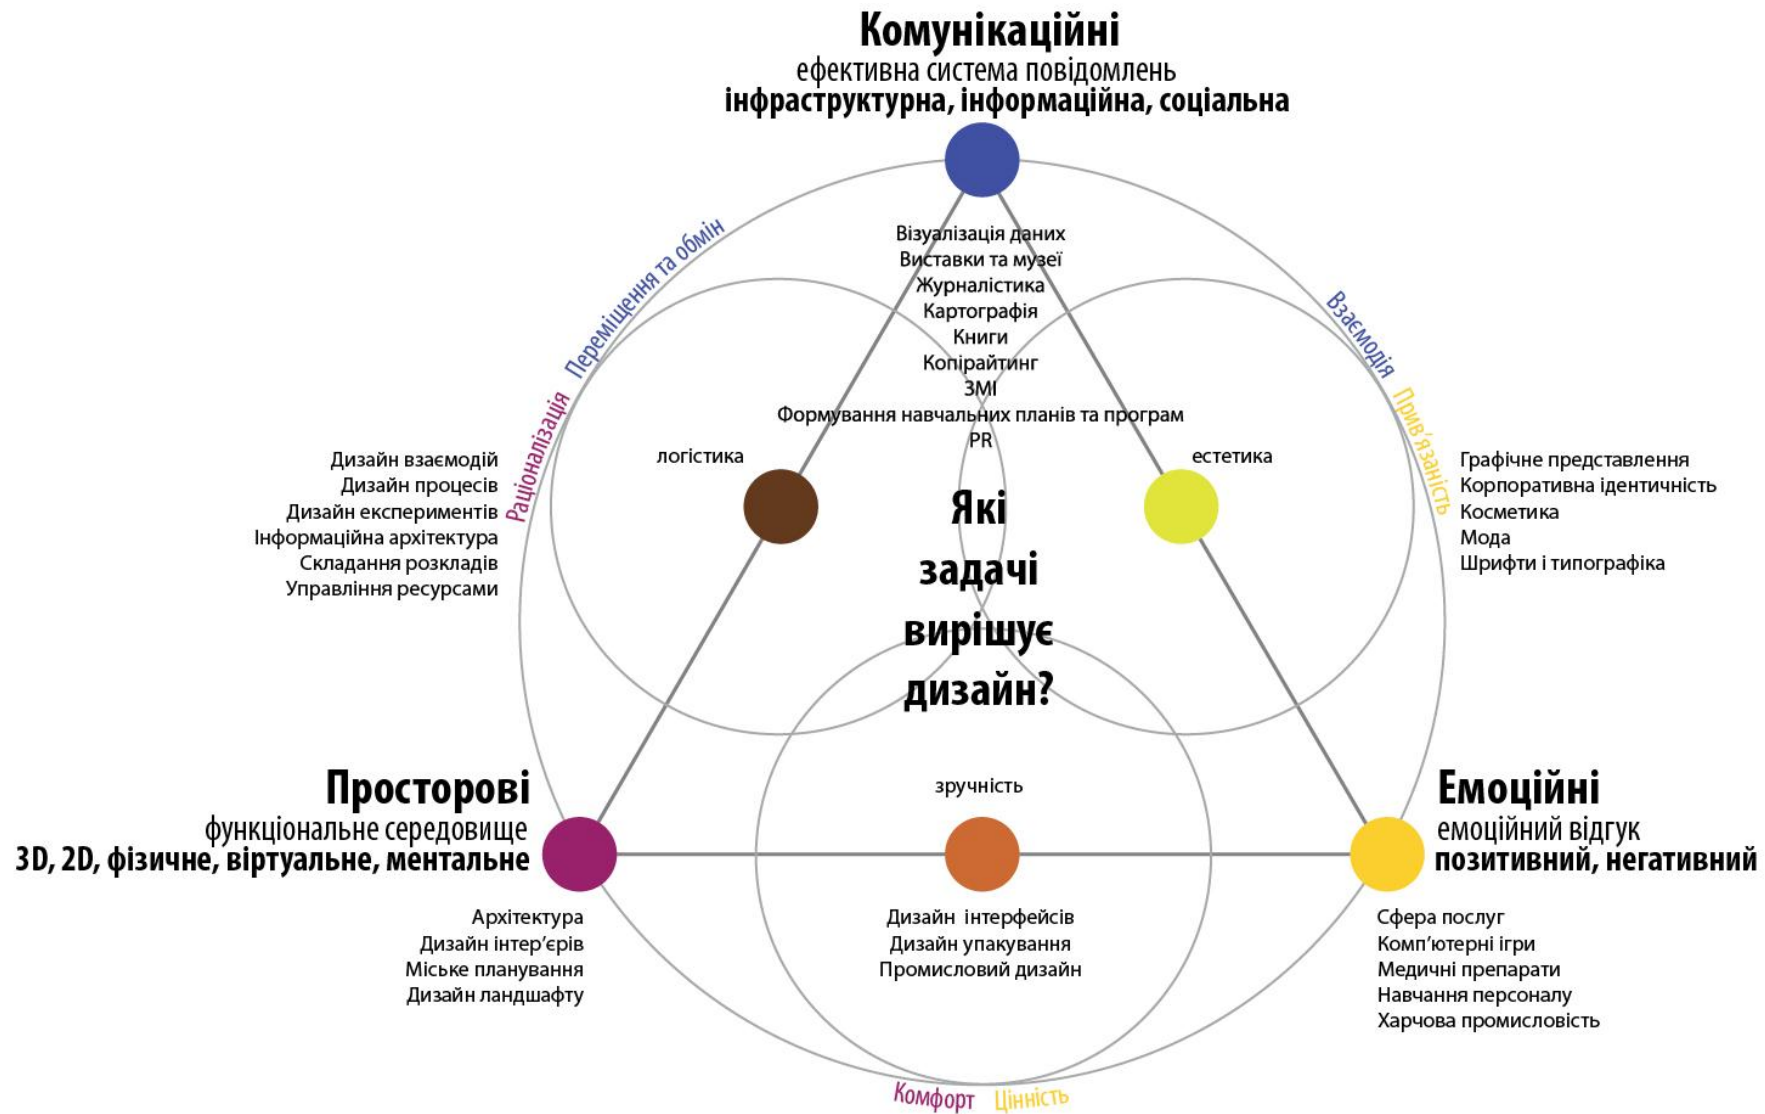 Комунікаційні
ефективна система повідомлень
інфраструктурна, інформаційна, соціальна
Переміщення та обмін
Раціоналізація
Взаємодія
Прив'язаність
Візуалізація даних
Виставки та музеї
Журналістика
Картографія
Книги
Копірайтинг
ЗМІ
Формування навчальних планів та програм
PR
логістика
естетика
Дизайн взаємодій
Дизайн процесів
Дизайн експериментів
Інформаційна архітектура
Складання розкладів
Управління ресурсами
Графічне представлення
Корпоративна ідентичність
Косметика
Мода
Шрифти і типографіка
Які
задачі
вирішує
дизайн?
Просторові
функціональне середовище
3D, 2D, фізичне, віртуальне, ментальне
Архітектура
Дизайн інтер'єрів
Міське планування
Дизайн ландшафту
зручність
Дизайн інтерфейсів
Дизайн упакування
Промисловий дизайн
Емоційні
емоційний відгук
позитивний, негативний
Сфера послуг
Комп'ютерні ігри
Медичні препарати
Навчання персоналу
Харчова промисловість
Комфорт
Цінність